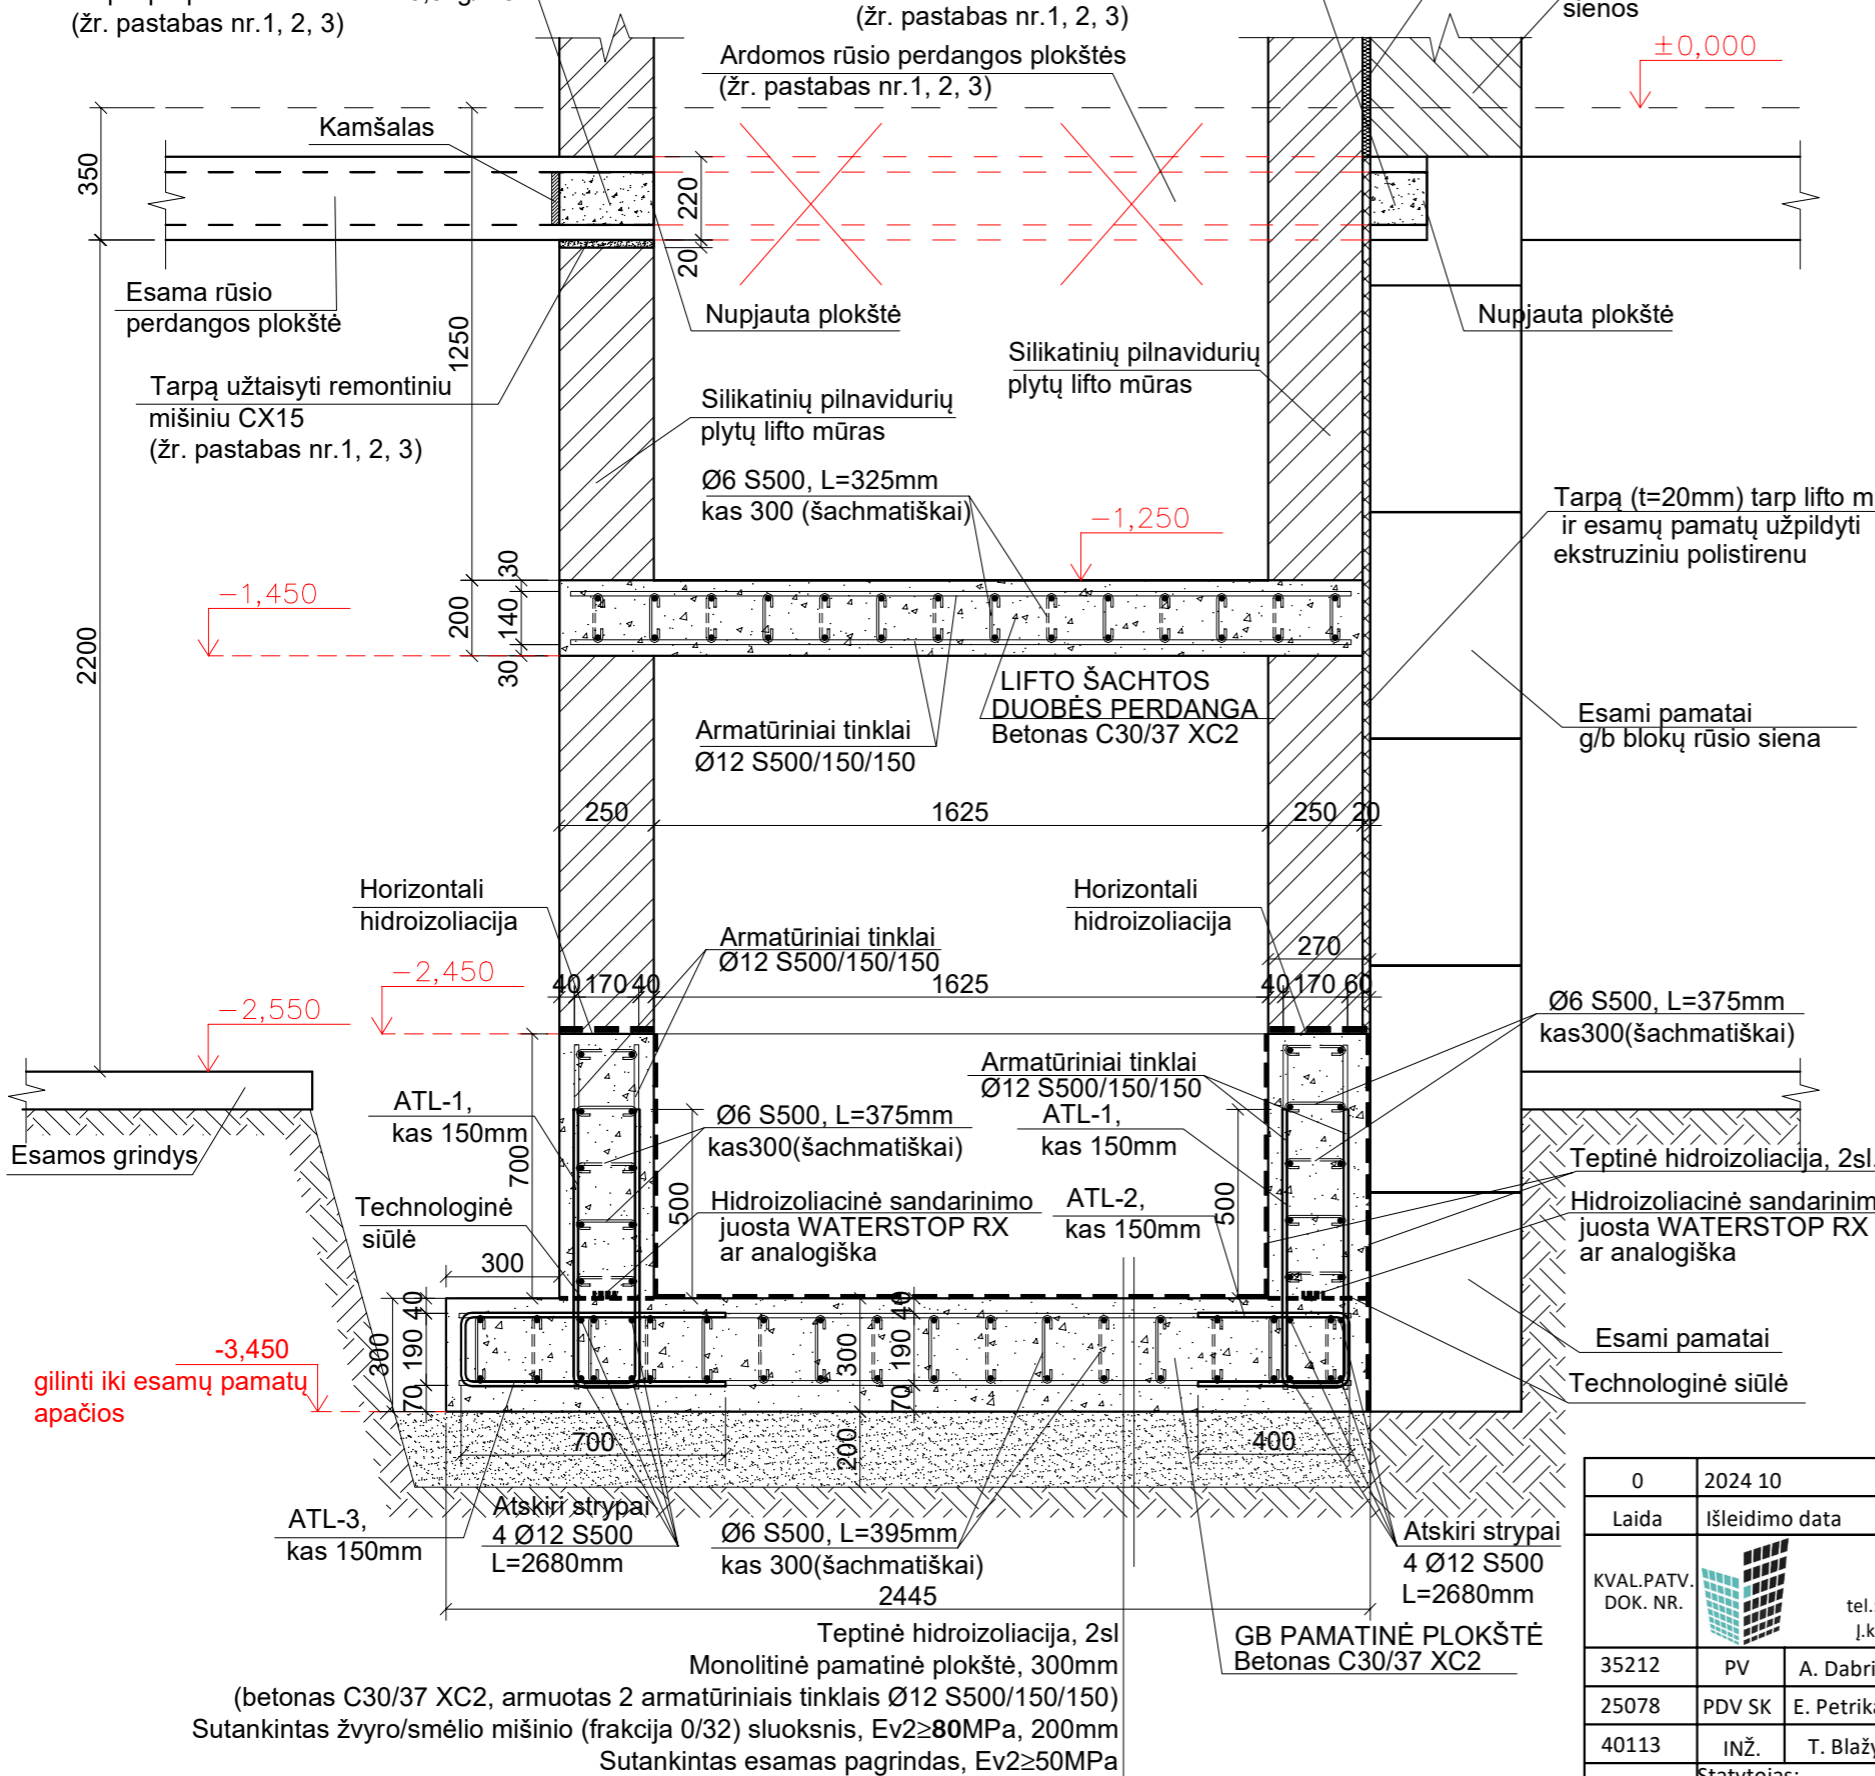 (žr. pastabas nr.1, 2, 3)
(žr. pastabas nr.1, 2, 3)
sienos
Ardomos rūsio perdangos plokštės
(žr. pastabas nr.1, 2, 3)
±0,000
Kamšalas
350
220
20
Esama rūsio
perdangos plokštė
Nupjauta plokštė
Nupjauta plokštė
1250
Tarpą užtaisyti remontiniu
mišiniu CX15
(žr. pastabas nr.1, 2, 3)
Silikatinių pilnavidurių
plytų lifto mūras
Silikatinių pilnavidurių
plytų lifto mūras
Ø6 S500, L=325mm
kas 300 (šachmatiškai)
−1,250
Tarpą (t=20mm) tarp lifto
ir esamų pamatų užpildyti
ekstruziniu polistirenu
−1,450
200
30
140
30
2200
LIFTO ŠACHTOS
DUOBĖS PERDANGA
Betonas C30/37 XC2
Armatūriniai tinklai
Ø12 S500/150/150
Esami pamatai
g/b blokų rūsio siena
250
1625
250
20
Horizontali
hidroizoliacija
Horizontali
hidroizoliacija
Armatūriniai tinklai
Ø12 S500/150/150
270
−2,450
40
170
40
1625
40
170
60
−2,550
Ø6 S500, L=375mm
kas300(šachmatiškai)
Armatūriniai tinklai
Ø12 S500/150/150
ATL-1,
kas 150mm
Ø6 S500, L=375mm
kas300(šachmatiškai)
ATL-1,
kas 150mm
Esamos grindys
700
500
500
Teptinė hidroizoliacija, 2sl.
Technologinė
siūlė
Hidroizoliacinė sandarinimo
juosta WATERSTOP RX
ar analogiška
ATL-2,
kas 150mm
juosta WATERSTOP RX
ar analogiška
300
300
40
190
70
300
40
190
70
-3,450
gilinti iki esamų pamatų
apačios
Esami pamatai
Technologinė siūlė
700
200
400
ATL-3,
kas 150mm
Atskiri strypai
4 Ø12 S500
L=2680mm
Ø6 S500, L=395mm
kas 300(šachmatiškai)
Atskiri strypai
4 Ø12 S500
L=2680mm
2445
GB PAMATINĖ PLOKŠTĖ
Betonas C30/37 XC2
Teptinė hidroizoliacija, 2sl
Monolitinė pamatinė plokštė, 300mm
(betonas C30/37 XC2, armuotas 2 armatūriniais tinklais Ø12 S500/150/150)
Sutankintas žvyro/smėlio mišinio (frakcija 0/32) sluoksnis, Ev2≥80MPa, 200mm
Sutankintas esamas pagrindas, Ev2≥50MPa
0 2024 10
Laida Išleidimo data
KVAL.PATV.
DOK. NR.
tel.
Į.k
35212 PV A. Dabri
25078 PDV SK E. Petrika
40113 INŽ. T. Blažy